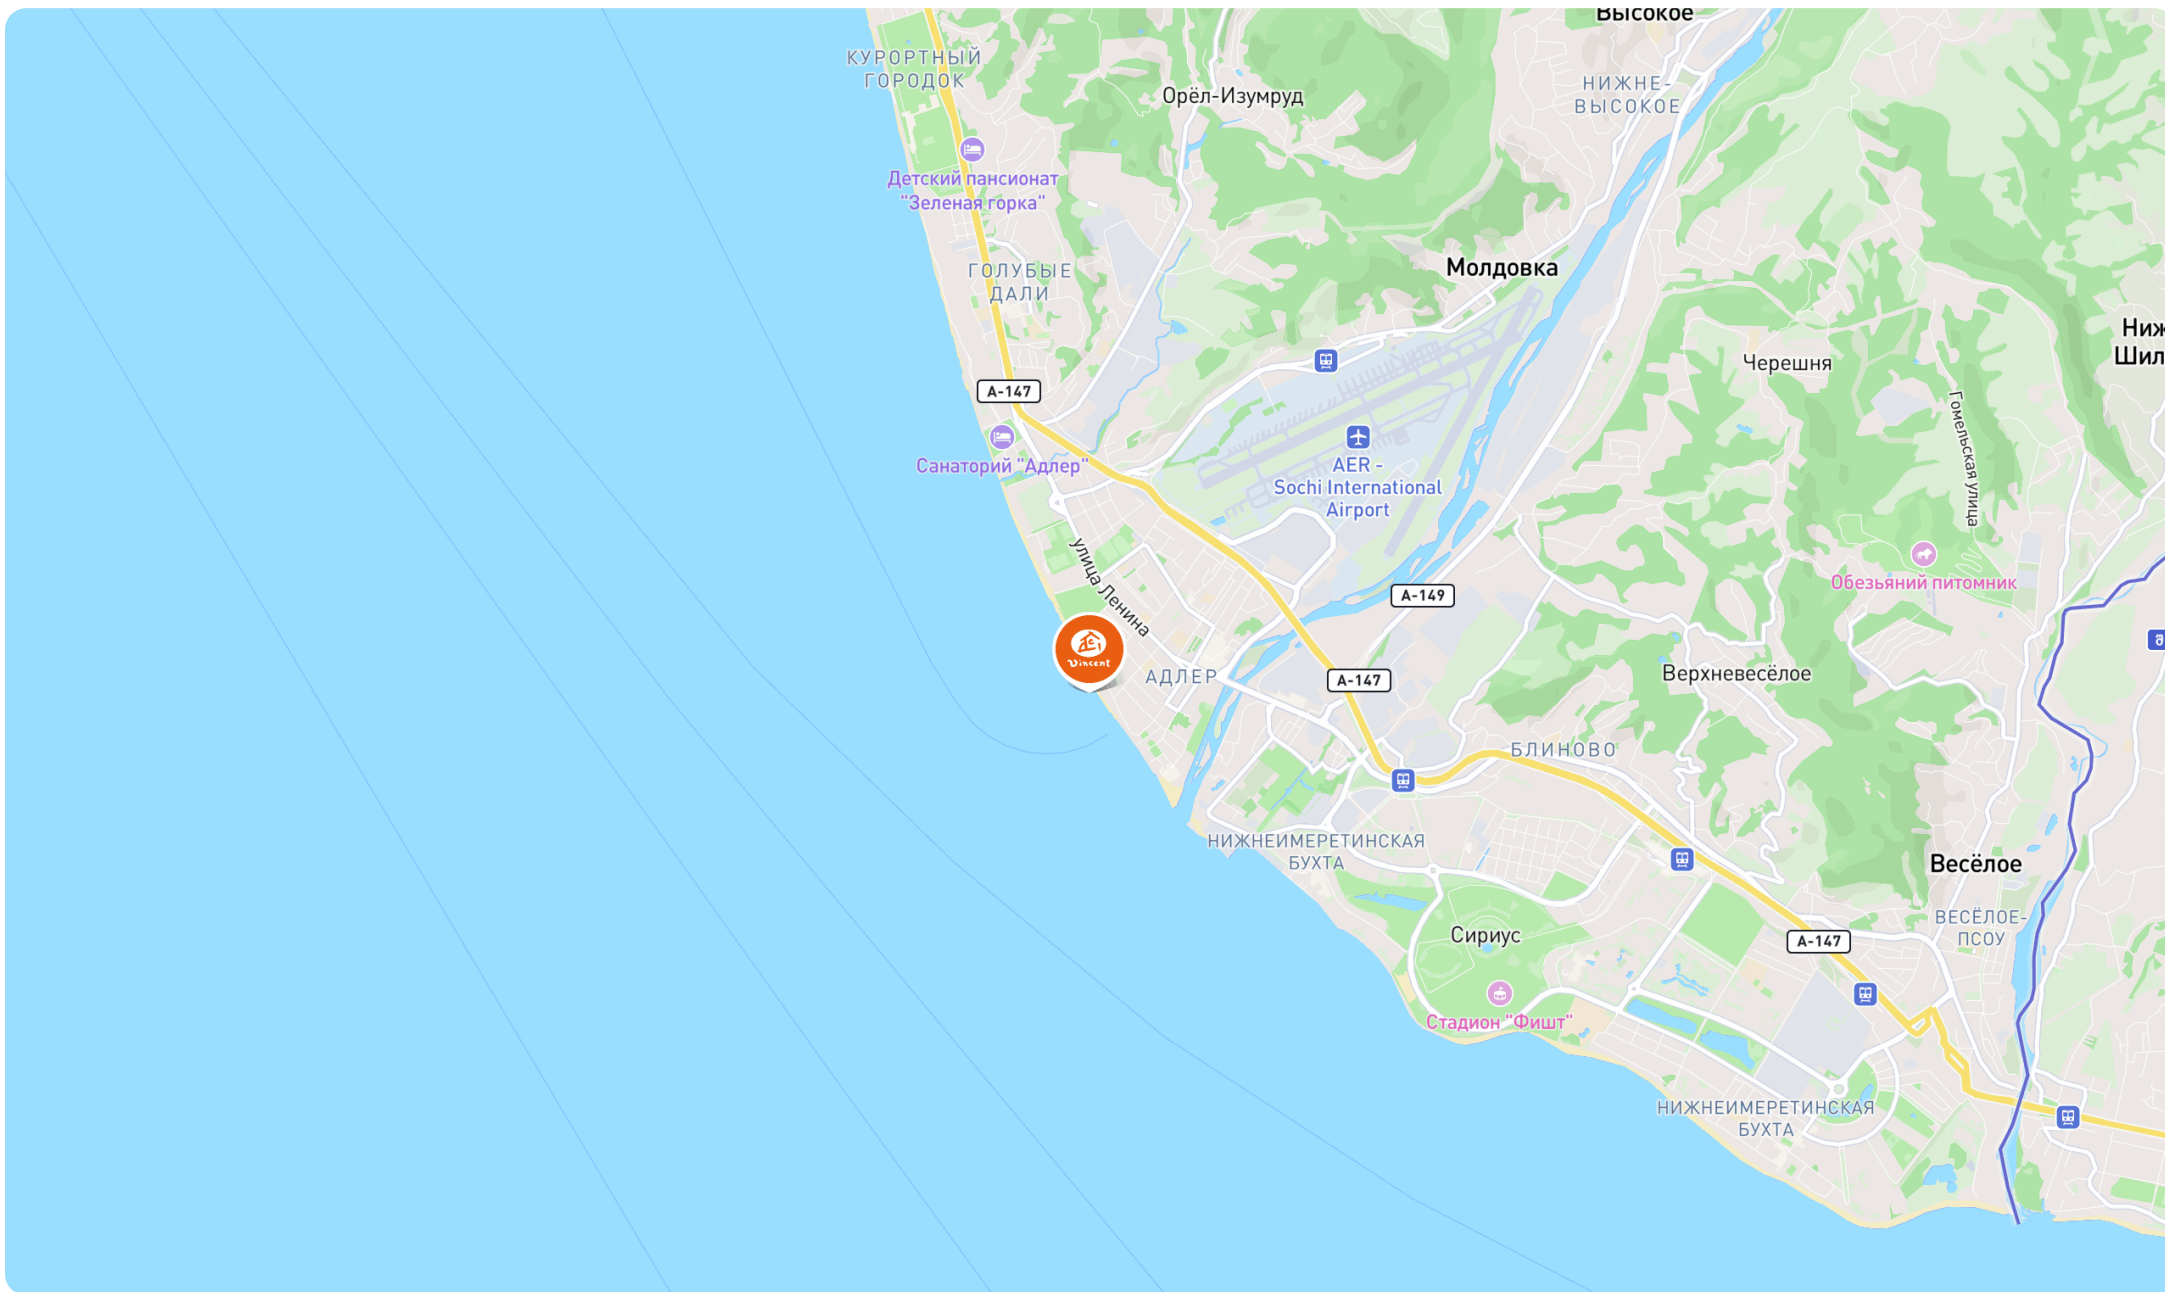 Высокое
КУРОРТНЫЙ
ГОРОДОК
Орёл-Изумруд
НИЖНЕ-
ВЫСОКОЕ
Детский пансионат
"Зеленая горка"
ГОЛУБЫЕ
ДАЛИ
Молдовка
Ниж
Шил
Черешня
A-147
Гомельская улица
Санаторий "Адлер"
AER -
Sochi International
Airport
улица Ленина
Обезьяний питомник
A-149
Vincent
АДЛЕР
A-147
Верхневесёлое
БЛИНОВО
НИЖНЕИМЕРЕТИНСКАЯ
БУХТА
Весёлое
ВЕСЁЛОЕ-
ПСОУ
Сириус
A-147
Стадион "Фишт"
НИЖНЕИМЕРЕТИНСКАЯ
БУХТА